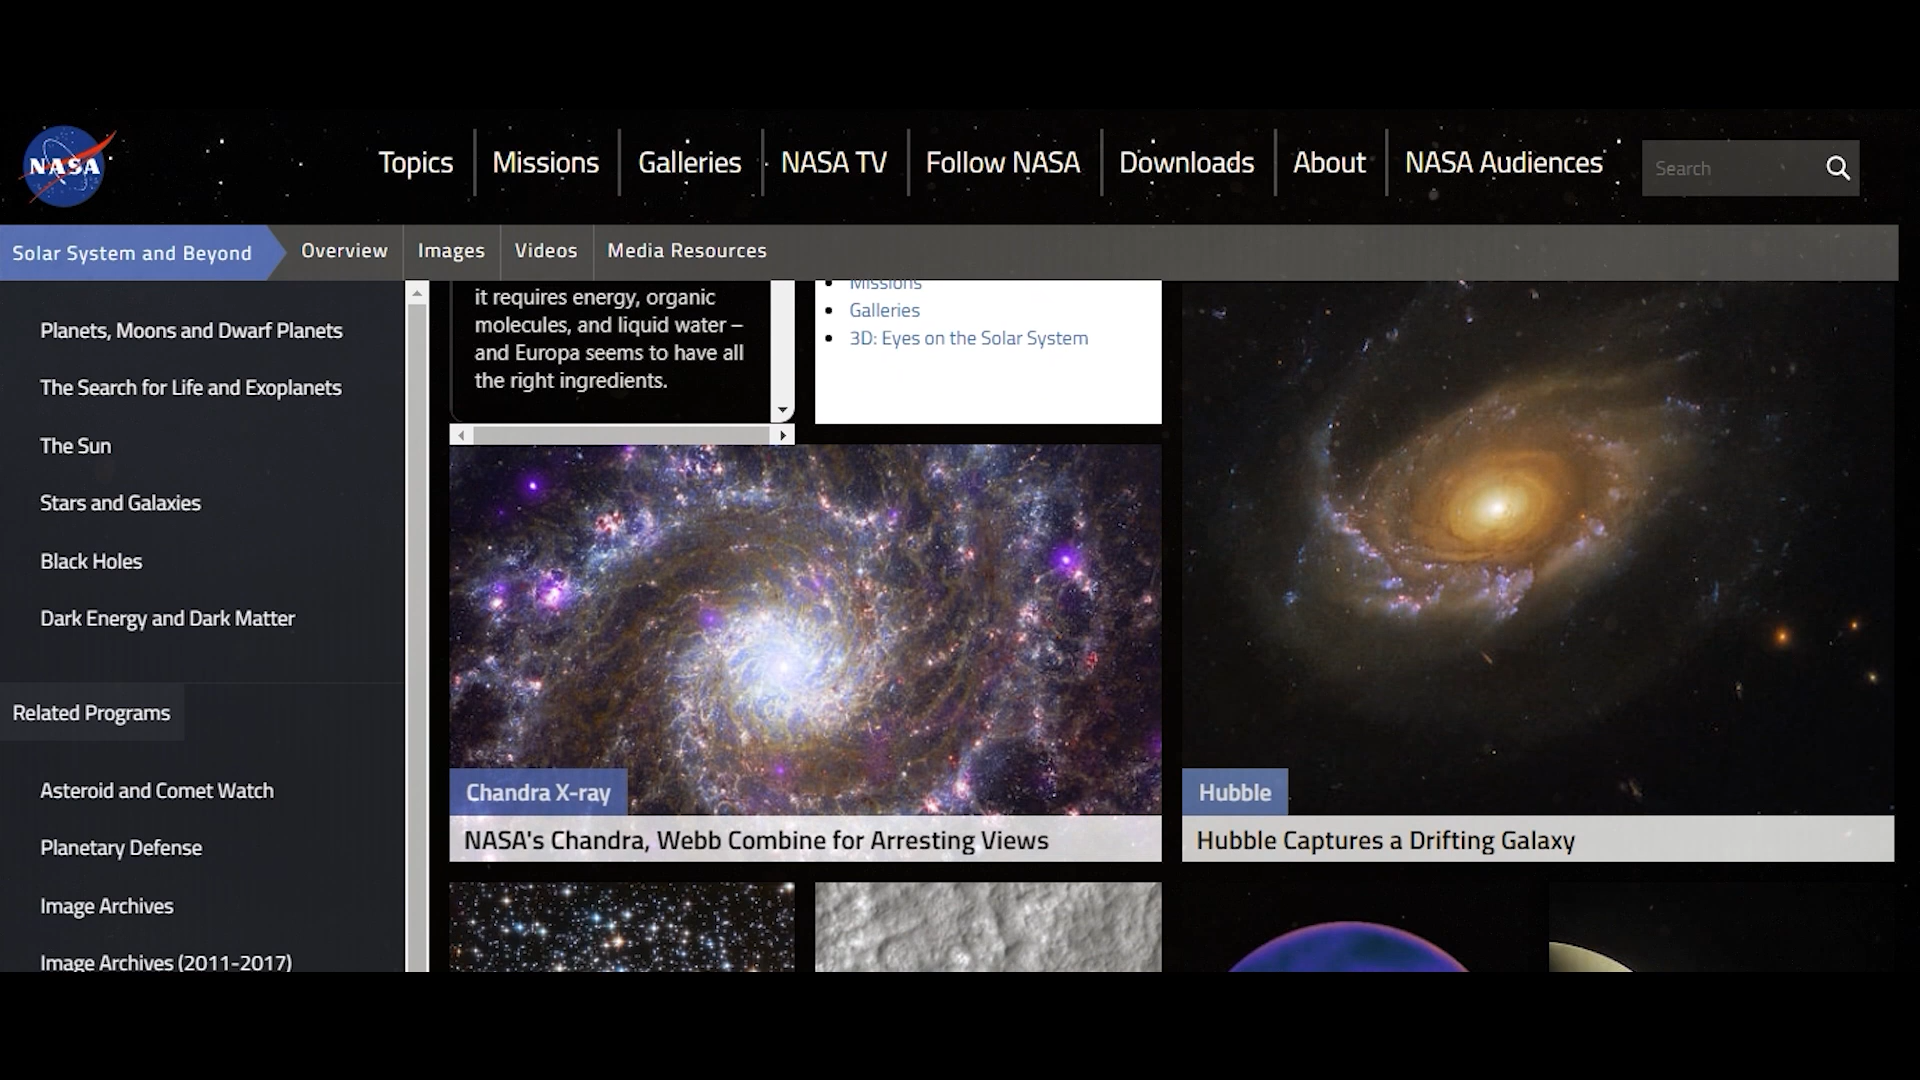 NASA
Topics
Missions
Galleries
NASA TV
Follow NASA
Downloads
About
NASA Audiences
Search
Solar System and Beyond
Overview
Images
Videos
Media Resources
Planets, Moons and Dwarf Planets
The Search for Life and Exoplanets
The Sun
Stars and Galaxies
Black Holes
Dark Energy and Dark Matter
Related Programs
Asteroid and Comet Watch
Planetary Defense
Image Archives
Image Archives (2011-2017)
it requires energy, organic
molecules, and liquid water –
and Europa seems to have all
the right ingredients.
Missions
Galleries
3D: Eyes on the Solar System
Chandra X-ray
NASA's Chandra, Webb Combine for Arresting Views
Hubble
Hubble Captures a Drifting Galaxy